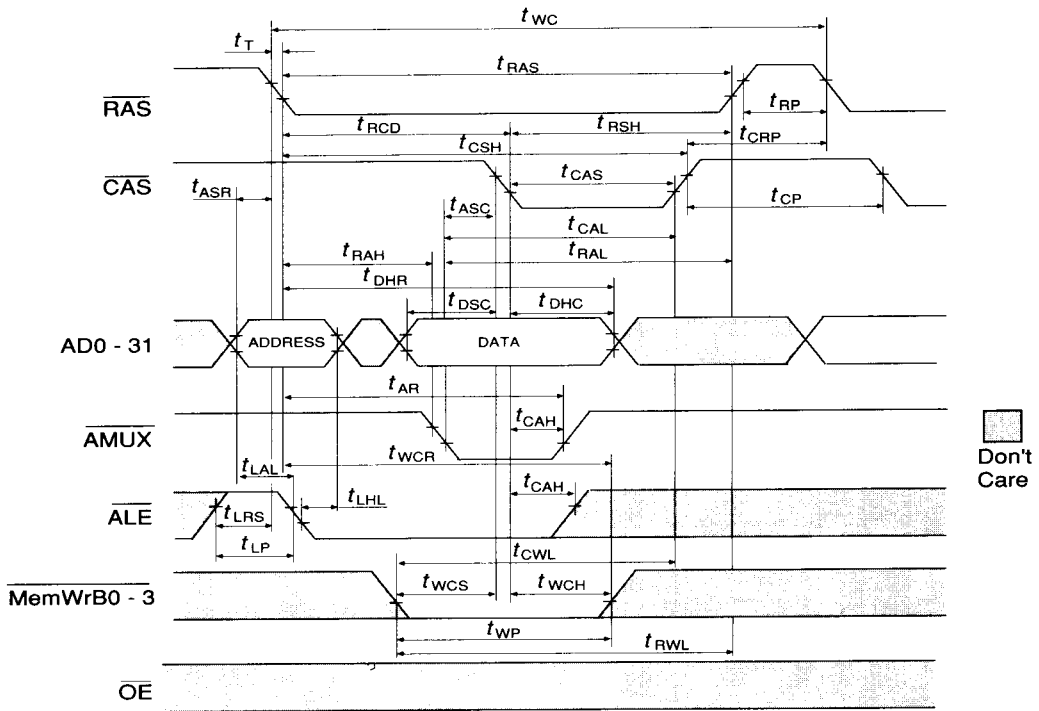 tWC
tT
tRAS
RAS
tRP
tRCD
tRSH
tCRP
tCSH
CAS
tCAS
tASR
tCP
tASC
tCAL
tRAH
tRAL
tDHR
tDSC
tDHC
AD0 - 31
ADDRESS
DATA
tAR
AMUX
tCAH
tWCR
Don't
Care
tLAL
tLHL
tCAH
ALE
tLRS
tLP
tCWL
MemWrB0 - 3
tWCS
tWCH
tWP
tRWL
OE